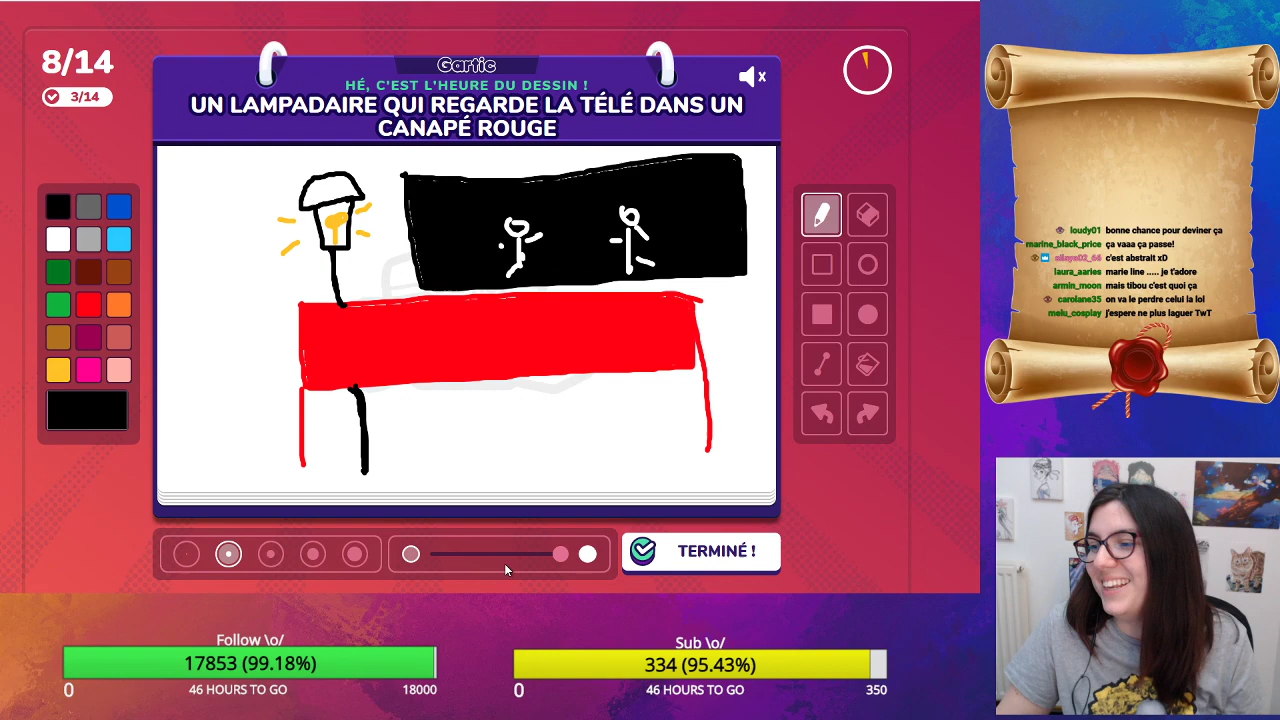 8/14
3/14
Gartic
HÉ, C'EST L'HEURE DU DESSIN !
UN LAMPADAIRE QUI REGARDE LA TÉLÉ DANS UN
CANAPÉ ROUGE
TERMINÉ !
loudy01 bonne chance pour deviner ça
marine_black_price ça vaaa ça passe!
c'est abstrait xD
laura_aaries marie line ..... je t'adore
armin_moon mais tibou c'est quoi ça
carolane35 on va le perdre celui la lol
melu_cosplay j'espere ne plus laguer TwT
Follow \o/
17853 (99.18%)
0 46 HOURS TO GO 18000
Sub \o/
334 (95.43%)
0 46 HOURS TO GO 350